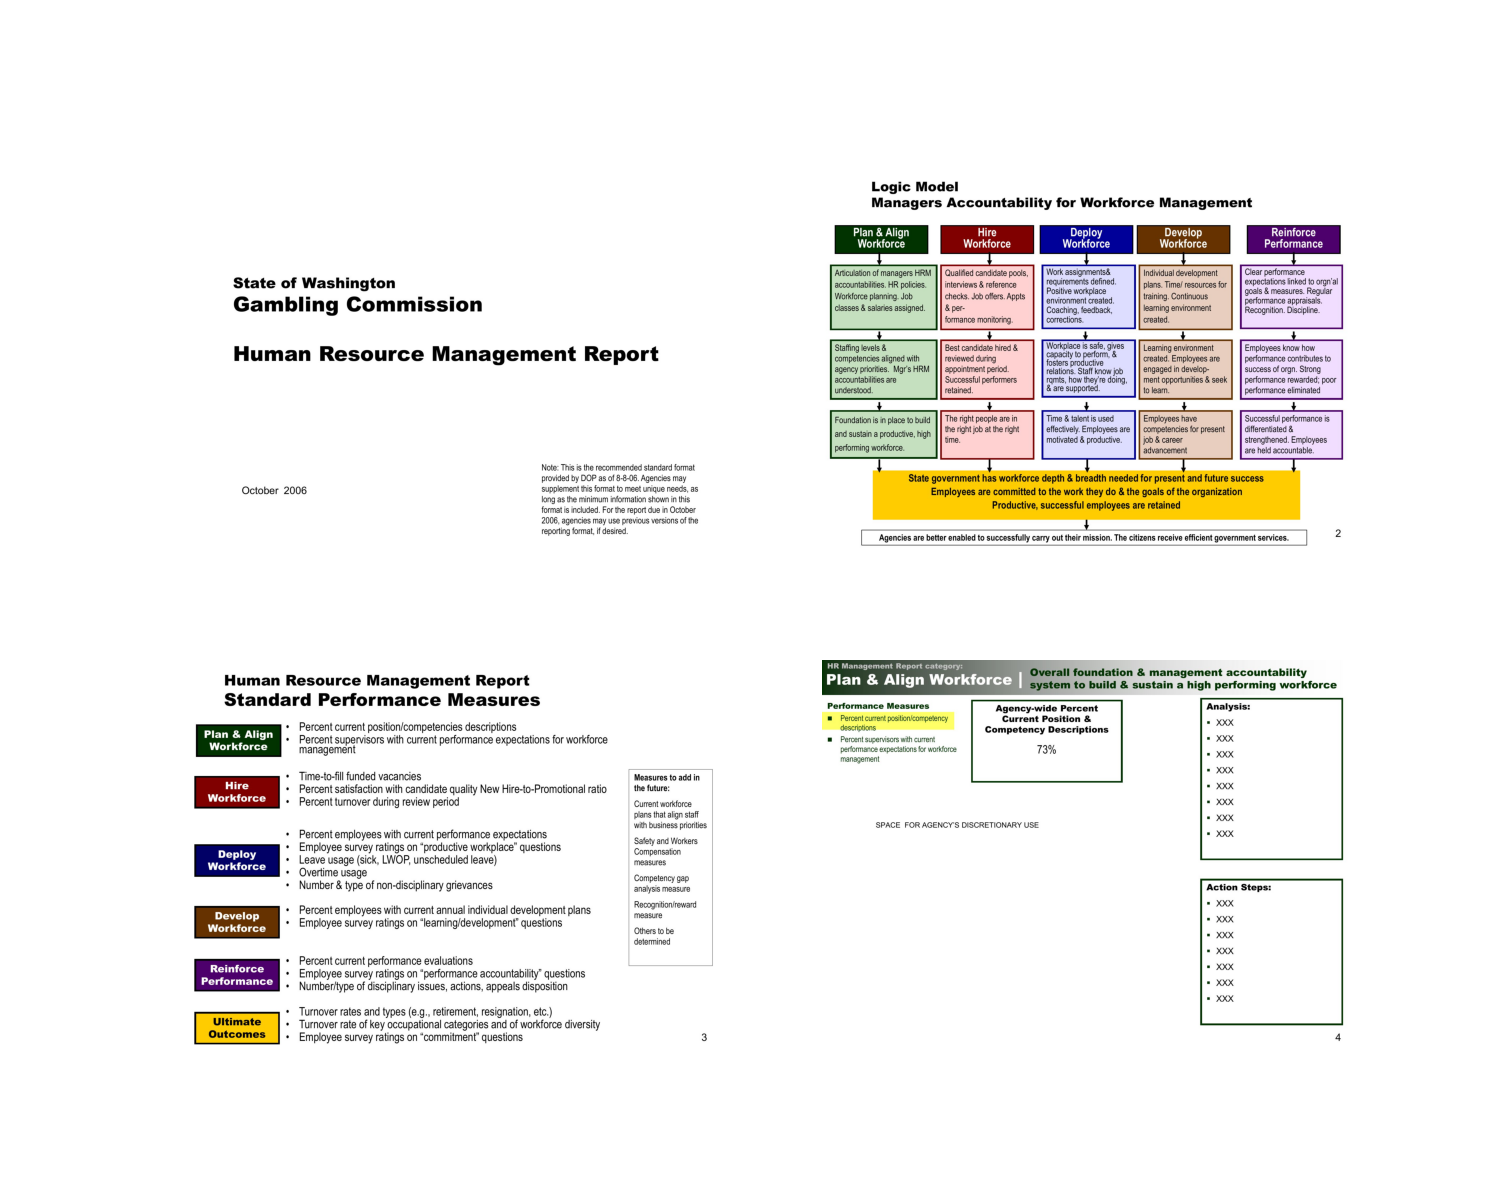 State of Washington
Gambling Commission
Human Resource Management Report
October  2006
Note: This is the recommended standard format
provided by DOP as of 8-8-06. Agencies may
supplement this format to meet unique needs, as
long as the minimum information shown in this
format is included. For the report due in October
2006, agencies may use previous versions of the
reporting format, if desired.
Logic Model
Managers Accountability for Workforce Management
Plan & Align
Workforce
Hire
Workforce
Deploy
Workforce
Develop
Workforce
Reinforce
Performance
Articulation of managers HRM
accountabilities. HR policies.
Workforce planning. Job
classes & salaries assigned.
Qualified candidate pools,
interviews & reference
checks. Job offers. Appts
& per-
formance monitoring.
Work assignments&
requirements defined.
Positive workplace
environment created.
Coaching, feedback,
corrections.
Individual development
plans. Time/ resources for
training. Continuous
learning environment
created.
Clear performance
expectations linked to orgn'al
goals & measures. Regular
performance appraisals.
Recognition. Discipline.
Staffing levels &
competencies aligned with
agency priorities.  Mgr's HRM
accountabilities are
understood.
Best candidate hired &
reviewed during
appointment period.
Successful performers
retained.
Workplace is safe, gives
capacity to perform, &
fosters productive
relations. Staff know job
rqmts, how they're doing,
& are supported.
Learning environment
created. Employees are
engaged in develop-
ment opportunities & seek
to learn.
Employees know how
performance contributes to
success of orgn. Strong
performance rewarded; poor
performance eliminated
Foundation is in place to build
and sustain a productive, high
performing workforce.
The right people are in
the right job at the right
time.
Time & talent is used
effectively. Employees are
motivated & productive.
Employees have
competencies for present
job & career
advancement
Successful performance is
differentiated &
strengthened. Employees
are held accountable.
State government has workforce depth & breadth needed for present and future success
Employees are committed to the work they do & the goals of the organization
Productive, successful employees are retained
Agencies are better enabled to successfully carry out their mission. The citizens receive efficient government services.
2
Human Resource Management Report
Standard Performance Measures
Plan & Align
Workforce
• Percent current position/competencies descriptions
• Percent supervisors with current performance expectations for workforce
management
Hire
Workforce
• Time-to-fill funded vacancies
• Percent satisfaction with candidate quality New Hire-to-Promotional ratio
• Percent turnover during review period
Deploy
Workforce
• Percent employees with current performance expectations
• Employee survey ratings on “productive workplace” questions
• Leave usage (sick, LWOP, unscheduled leave)
• Overtime usage
• Number & type of non-disciplinary grievances
Develop
Workforce
• Percent employees with current annual individual development plans
• Employee survey ratings on “learning/development” questions
Reinforce
Performance
• Percent current performance evaluations
• Employee survey ratings on “performance accountability” questions
• Number/type of disciplinary issues, actions, appeals disposition
Ultimate
Outcomes
• Turnover rates and types (e.g., retirement, resignation, etc.)
• Turnover rate of key occupational categories and of workforce diversity
• Employee survey ratings on “commitment” questions
Measures to add in
the future:
Current workforce
plans that align staff
with business priorities
Safety and Workers
Compensation
measures
Competency gap
analysis measure
Recognition/reward
measure
Others to be
determined
3
HR Management Report category:
Plan & Align Workforce |
Overall foundation & management accountability
system to build & sustain a high performing workforce
Performance Measures
■ Percent current position/competency
descriptions
■ Percent supervisors with current
performance expectations for workforce
management
Agency-wide Percent
Current Position &
Competency Descriptions
73%
SPACE  FOR AGENCY'S DISCRETIONARY USE
Analysis:
▪ XXX
▪ XXX
▪ XXX
▪ XXX
▪ XXX
▪ XXX
▪ XXX
▪ XXX
Action Steps:
▪ XXX
▪ XXX
▪ XXX
▪ XXX
▪ XXX
▪ XXX
▪ XXX
4